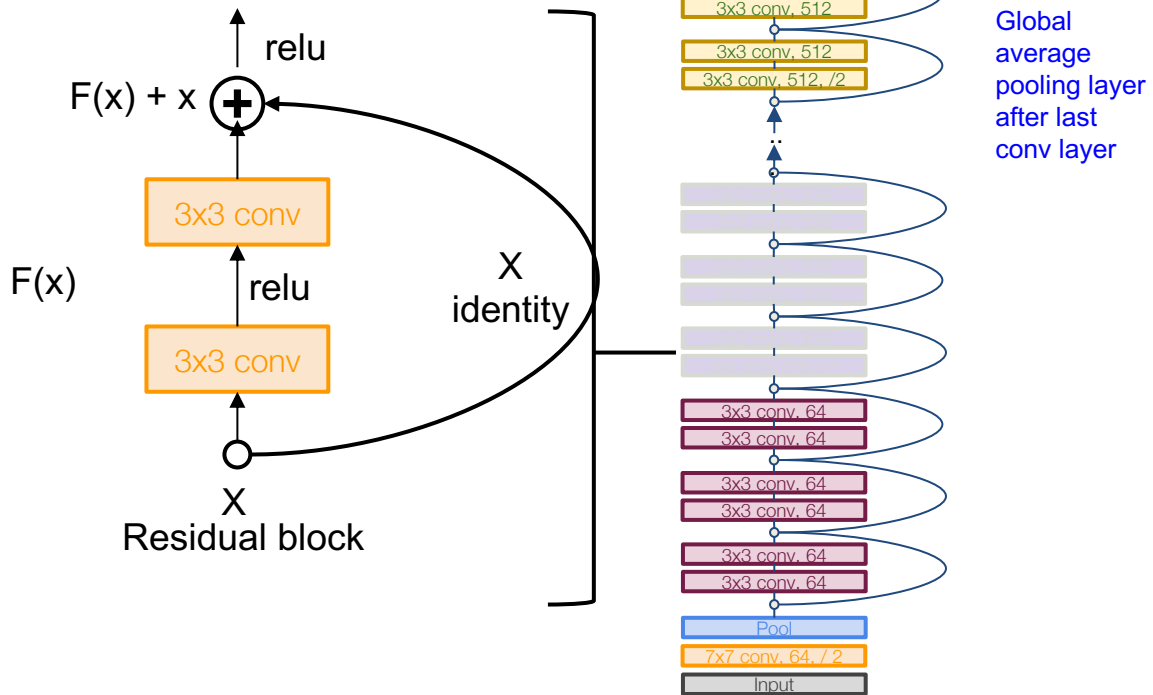 relu
F(x) + x
3x3 conv
F(x)
relu
X
identity
3x3 conv
X
Residual block
3x3 conv, 512
3x3 conv, 512
3x3 conv, 512, /2
..
.
3x3 conv, 64
3x3 conv, 64
3x3 conv, 64
3x3 conv, 64
3x3 conv, 64
3x3 conv, 64
Pool
7x7 conv, 64, / 2
Input
Global
average
pooling layer
after last
conv layer